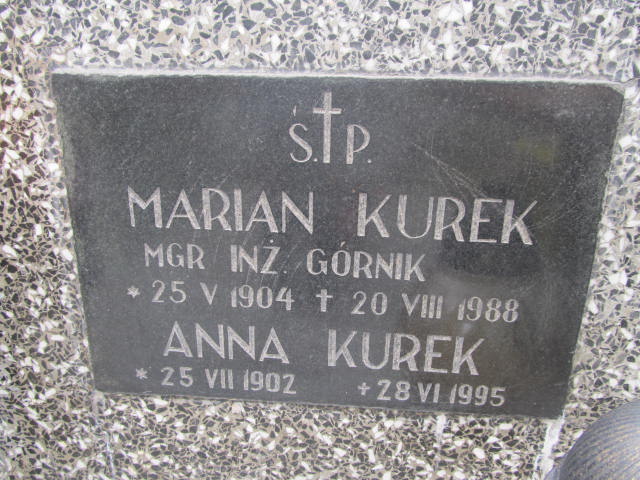 Ś.†P.
MARIAN KUREK
MGR INŻ. GÓRNIK
* 25 V 1904 † 20 VIII 1988
ANNA KUREK
* 25 VII 1902 † 28 VI 1995